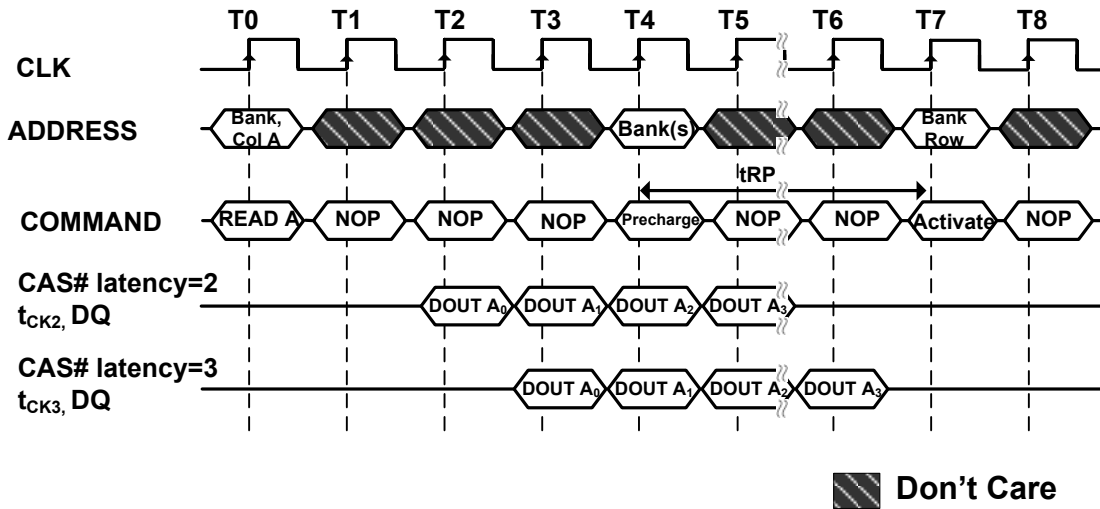 T0 T1 T2 T3 T4 T5 T6 T7 T8
CLK
ADDRESS
Bank,
Col A
Bank(s)
Bank
Row
tRP
COMMAND
READ A NOP NOP NOP Precharge NOP NOP Activate NOP
CAS# latency=2
tCK2, DQ
DOUT A0 DOUT A1 DOUT A2 DOUT A3
CAS# latency=3
tCK3, DQ
DOUT A0 DOUT A1 DOUT A2 DOUT A3
Don't Care